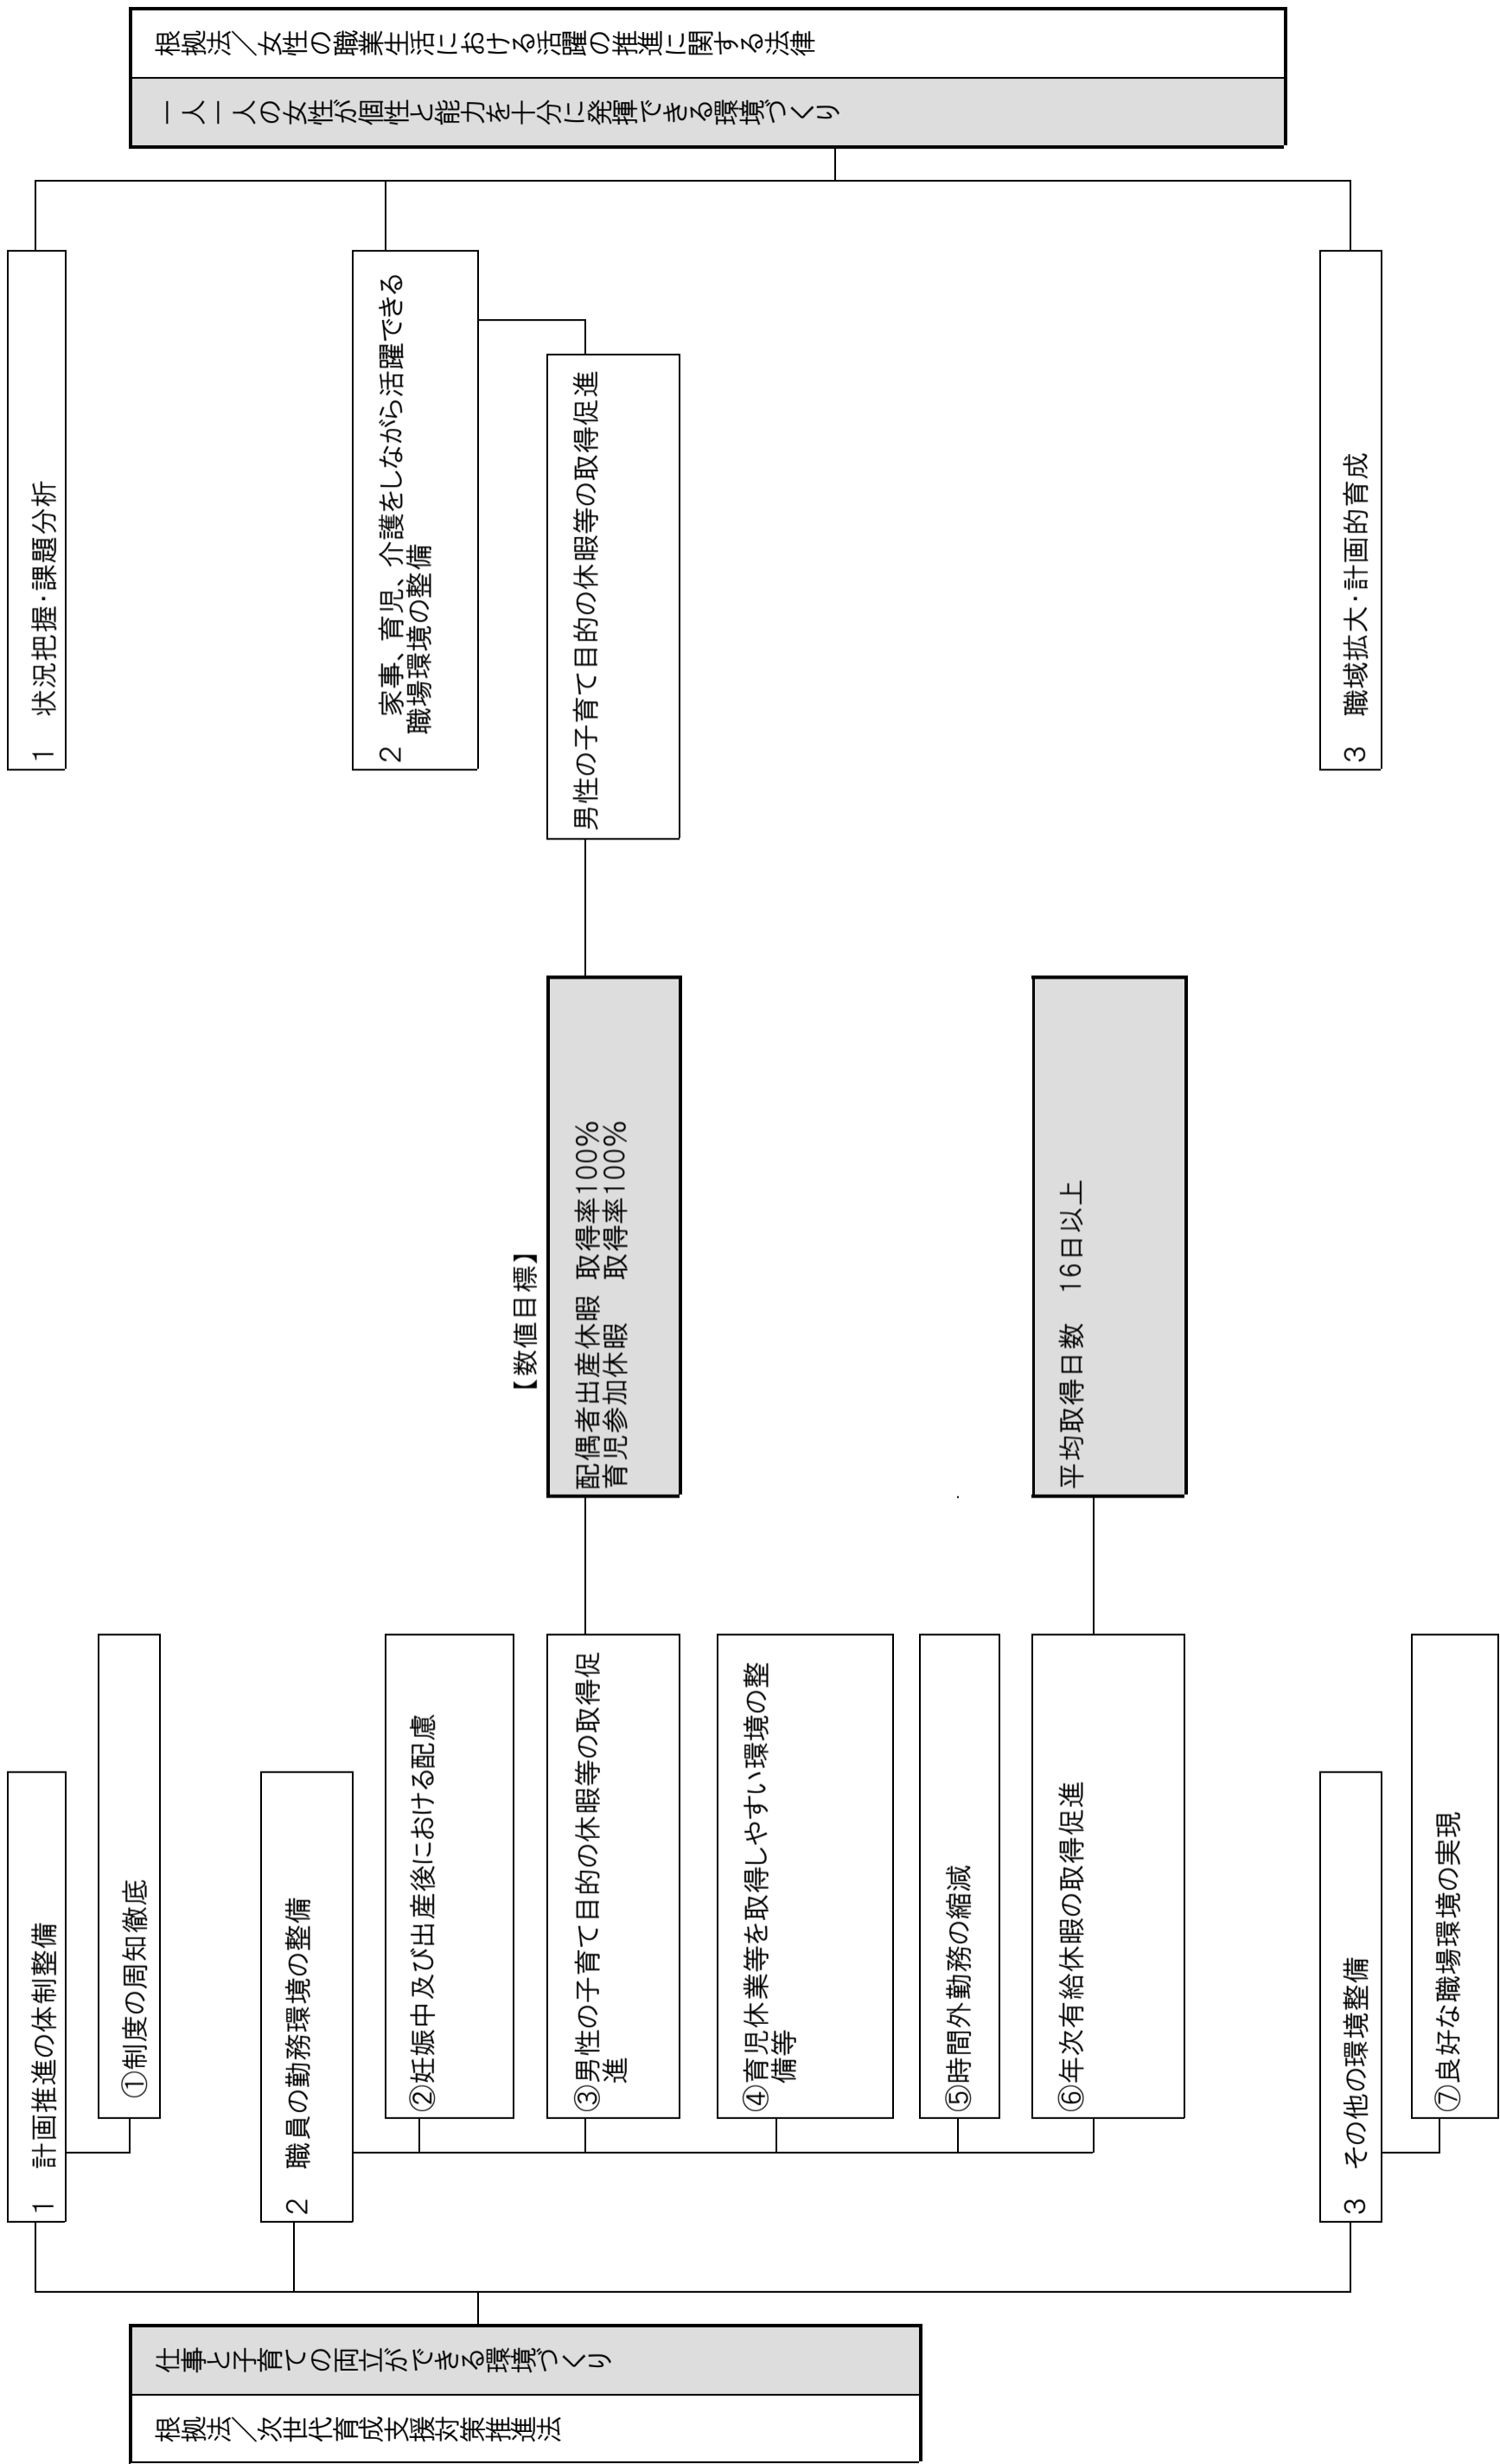 根拠法／次世代育成支援対策推進法
仕事と子育ての両立ができる環境づくり
1　計画推進の体制整備
①制度の周知徹底
2　職員の勤務環境の整備
②妊娠中及び出産後における配慮
③男性の子育て目的の休暇等の取得促
進
④育児休業等を取得しやすい環境の整
備等
⑤時間外勤務の縮減
⑥年次有給休暇の取得促進
3　その他の環境整備
⑦良好な職場環境の実現
【数値目標】
配偶者出産休暇 取得率100％
育児参加休暇　取得率100％
平均取得日数　16日以上
1　状況把握・課題分析
2　家事、育児、介護をしながら活躍できる
職場環境の整備
男性の子育て目的の休暇等の取得促進
3　職域拡大・計画的育成
一人一人の女性が個性と能力を十分に発揮できる環境づくり
根拠法／女性の職業生活における活躍の推進に関する法律